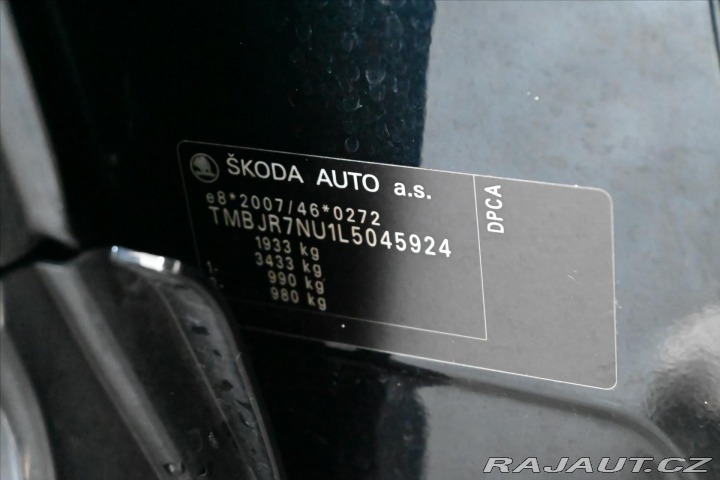 ŠKODA AUTO a.s.
e8*2007/46*0272
TMBJR7NU1L5045924
1933 kg
3433 kg
1- 990 kg
980 kg
DPCA
RAJAUT.CZ